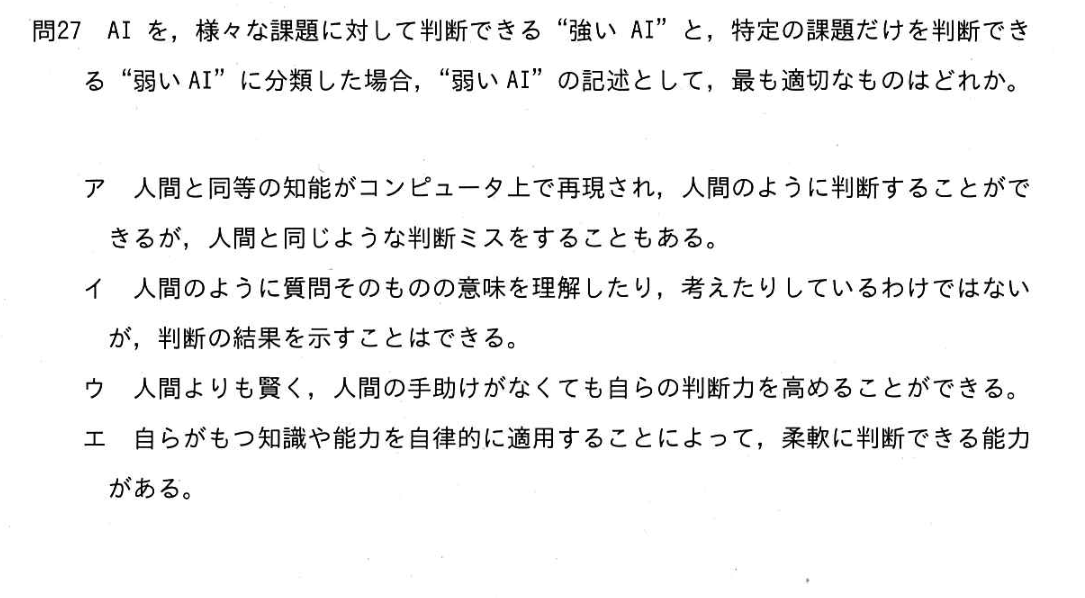 問27 AI を，様々な課題に対して判断できる“強い AI”と，特定の課題だけを判断でき
る“弱い AI”に分類した場合，“弱い AI”の記述として，最も適切なものはどれか。
ア 人間と同等の知能がコンピュータ上で再現され，人間のように判断することがで
きるが，人間と同じような判断ミスをすることもある。
イ 人間のように質問そのものの意味を理解したり，考えたりしているわけではない
が，判断の結果を示すことはできる。
ウ 人間よりも賢く，人間の手助けがなくても自らの判断力を高めることができる。
エ 自らがもつ知識や能力を自律的に適用することによって，柔軟に判断できる能力
がある。